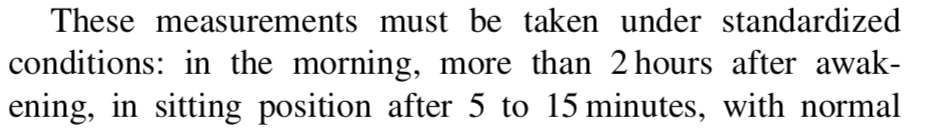 These measurements must be taken under standardized
conditions: in the morning, more than 2 hours after awak-
ening, in sitting position after 5 to 15 minutes, with normal